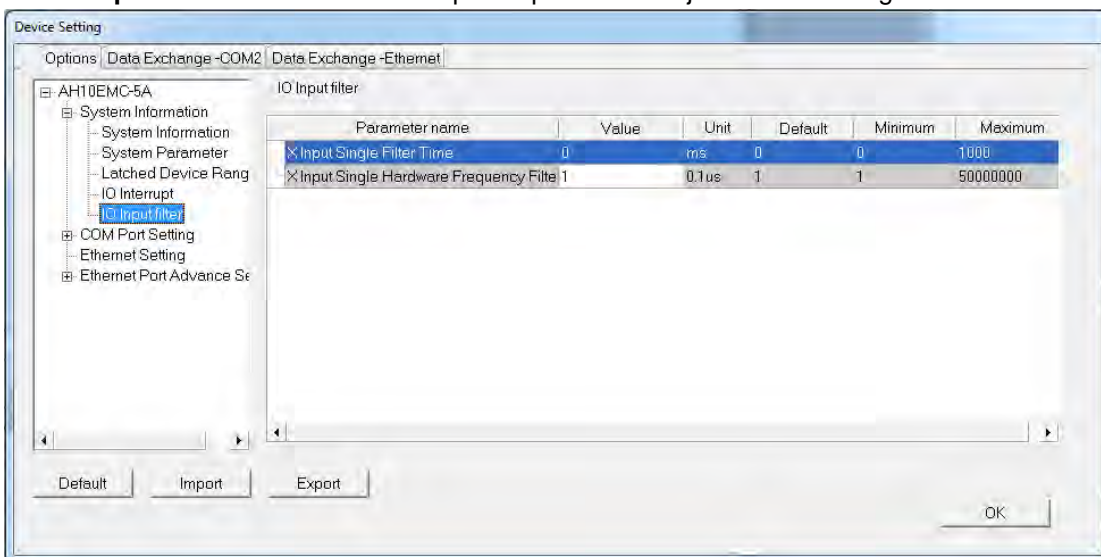 Device Setting
Options Data Exchange -COM2 Data Exchange -Ethernet
AH10EMC-5A
System Information
System Information
System Parameter
Latched Device Rang
IO Interrupt
IO Input filter
COM Port Setting
Ethernet Setting
Ethernet Port Advance Se
IO Input filter
Parameter name Value Unit Default Minimum Maximum
X Input Single Filter Time 0 ms 0 0 1000
X Input Single Hardware Frequency Filte 1 0.1us 1 1 50000000
Default Import Export
OK